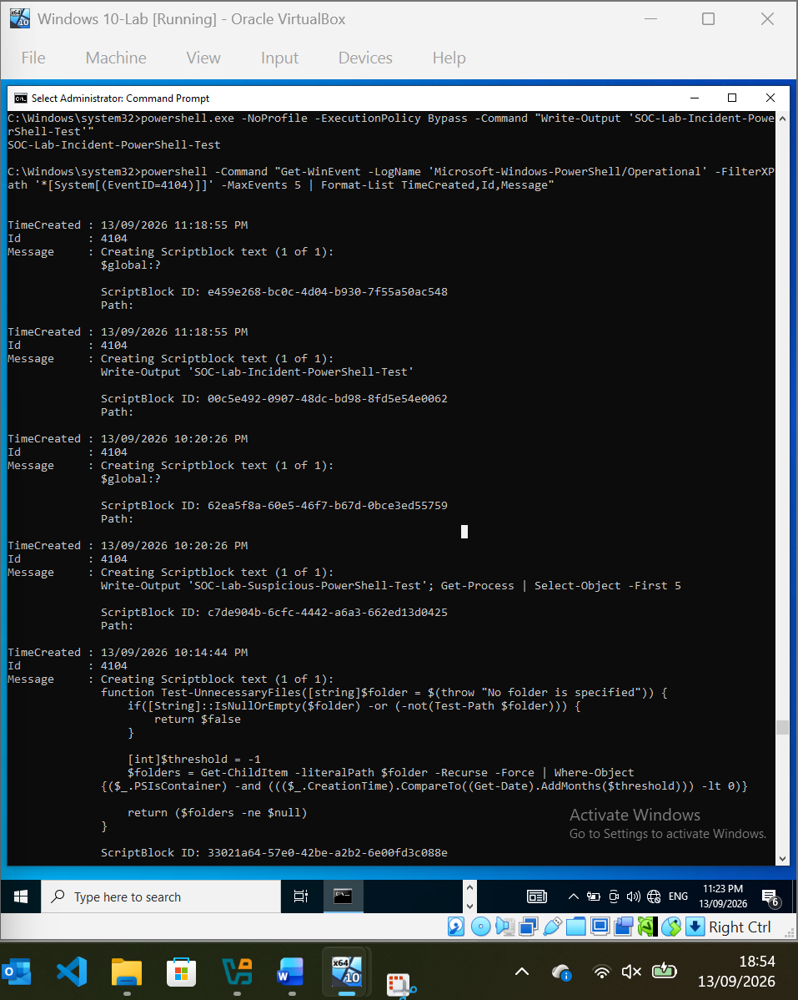 Windows 10-Lab [Running] - Oracle VirtualBox
File Machine View Input Devices Help
Select Administrator: Command Prompt
C:\Windows\system32>powershell.exe -NoProfile -ExecutionPolicy Bypass -Command "Write-Output 'SOC-Lab-Incident-Powe
rShell-Test'"
SOC-Lab-Incident-PowerShell-Test
C:\Windows\system32>powershell -Command "Get-WinEvent -LogName 'Microsoft-Windows-PowerShell/Operational' -FilterXP
ath '*[System[(EventID=4104)]]' -MaxEvents 5 | Format-List TimeCreated,Id,Message"
TimeCreated : 13/09/2026 11:18:55 PM
Id : 4104
Message : Creating Scriptblock text (1 of 1):
$global:?
ScriptBlock ID: e459e268-bc0c-4d04-b930-7f55a50ac548
Path:
TimeCreated : 13/09/2026 11:18:55 PM
Id : 4104
Message : Creating Scriptblock text (1 of 1):
Write-Output 'SOC-Lab-Incident-PowerShell-Test'
ScriptBlock ID: 00c5e492-0907-48dc-bd98-8fd5e54e0062
Path:
TimeCreated : 13/09/2026 10:20:26 PM
Id : 4104
Message : Creating Scriptblock text (1 of 1):
$global:?
ScriptBlock ID: 62ea5f8a-60e5-46f7-b67d-0bce3ed55759
Path:
TimeCreated : 13/09/2026 10:20:26 PM
Id : 4104
Message : Creating Scriptblock text (1 of 1):
Write-Output 'SOC-Lab-Suspicious-PowerShell-Test'; Get-Process | Select-Object -First 5
ScriptBlock ID: c7de904b-6cfc-4442-a6a3-662ed13d0425
Path:
TimeCreated : 13/09/2026 10:14:44 PM
Id : 4104
Message : Creating Scriptblock text (1 of 1):
function Test-UnnecessaryFiles([string]$folder = $(throw "No folder is specified")) {
if([String]::IsNullOrEmpty($folder) -or (-not(Test-Path $folder))) {
return $false
}
[int]$threshold = -1
$folders = Get-ChildItem -literalPath $folder -Recurse -Force | Where-Object
{($_.PSIsContainer) -and ((($_.CreationTime).CompareTo((Get-Date).AddMonths($threshold))) -lt 0)}
return ($folders -ne $null)
}
ScriptBlock ID: 33021a64-57e0-42be-a2b2-6e00fd3c088e
Activate Windows
Go to Settings to activate Windows.
Type here to search
ENG
11:23 PM
13/09/2026
6
Right Ctrl
x64
10
18:54
13/09/2026